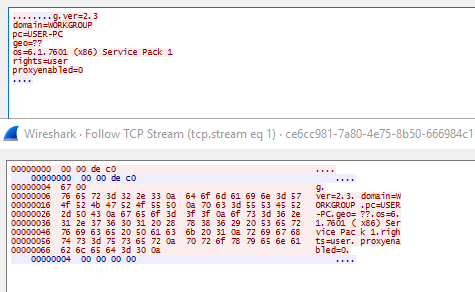 ........g.ver=2.3
domain=WORKGROUP
pc=USER-PC
geo=??
os=6.1.7601 (x86) Service Pack 1
rights=user
proxyenabled=0
....
Wireshark · Follow TCP Stream (tcp.stream eq 1) · ce6cc981-7a80-4e75-8b50-666984c1
00000000 00 00 de c0 ....
00000000 00 00 de c0 ....
00000004 67 00 g.
00000006 76 65 72 3d 32 2e 33 0a 64 6f 6d 61 69 6e 3d 57 ver=2.3. domain=W
00000016 4f 52 4b 47 52 4f 55 50 0a 70 63 3d 55 53 45 52 ORKGROUP .pc=USER
00000026 2d 50 43 0a 67 65 6f 3d 3f 3f 0a 6f 73 3d 36 2e -PC.geo= ??.os=6.
00000036 31 2e 37 36 30 31 20 28 78 38 36 29 20 53 65 72 1.7601 ( x86) Ser
00000046 76 69 63 65 20 50 61 63 6b 20 31 0a 72 69 67 68 vice Pac k 1.righ
00000056 74 73 3d 75 73 65 72 0a 70 72 6f 78 79 65 6e 61 ts=user. proxyena
00000066 62 6c 65 64 3d 30 0a bled=0.
00000004 00 00 00 00 ....